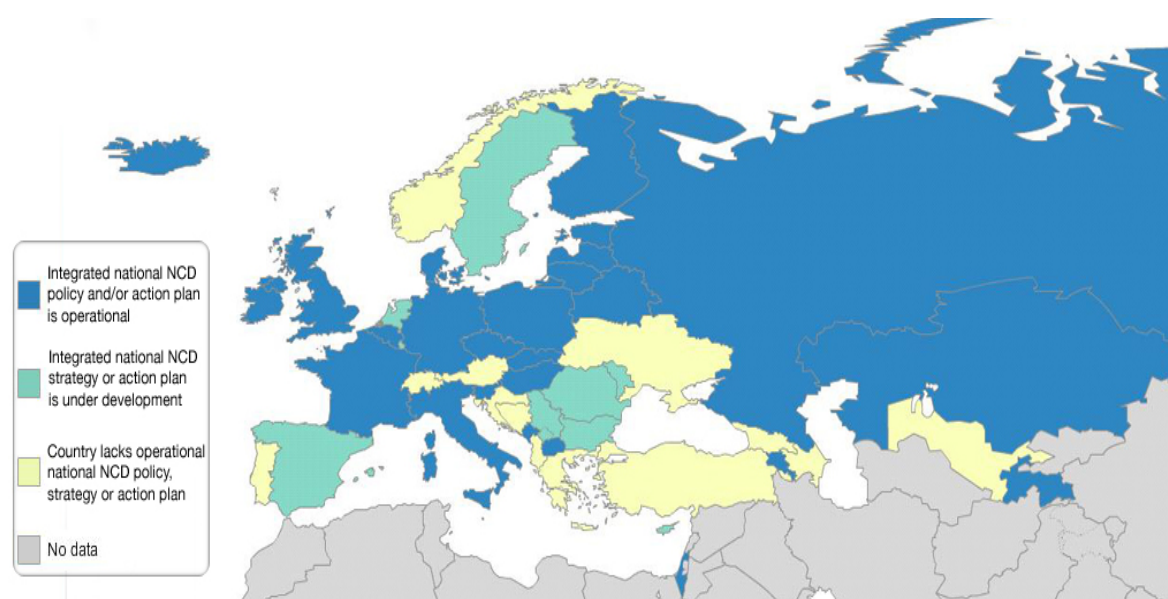 Integrated national NCD
policy and/or action plan
is operational
Integrated national NCD
strategy or action plan
is under development
Country lacks operational
national NCD policy,
strategy or action plan
No data